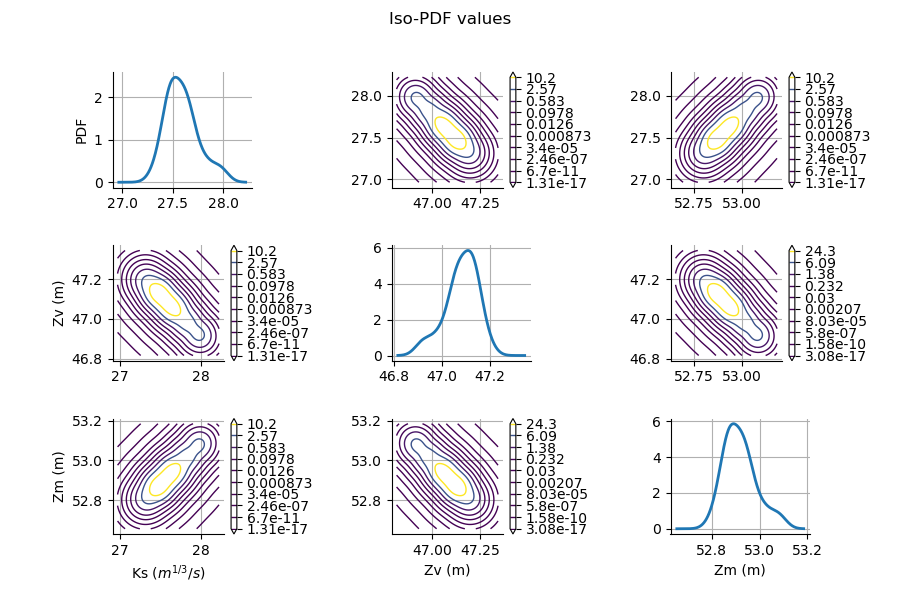 Iso-PDF values
PDF
2
1
0
27.0 27.5 28.0
28.0
27.5
27.0
47.00 47.25
10.2
2.57
0.583
0.0978
0.0126
0.000873
3.4e-05
2.46e-07
6.7e-11
1.31e-17
28.0
27.5
27.0
52.75 53.00
10.2
2.57
0.583
0.0978
0.0126
0.000873
3.4e-05
2.46e-07
6.7e-11
1.31e-17
Zv (m)
47.2
47.0
46.8
27 28
10.2
2.57
0.583
0.0978
0.0126
0.000873
3.4e-05
2.46e-07
6.7e-11
1.31e-17
6
4
2
0
46.8 47.0 47.2
47.2
47.0
46.8
52.75 53.00
24.3
6.09
1.38
0.232
0.03
0.00207
8.03e-05
5.8e-07
1.58e-10
3.08e-17
Zm (m)
53.2
53.0
52.8
27 28
Ks (m^{1/3}/s)
10.2
2.57
0.583
0.0978
0.0126
0.000873
3.4e-05
2.46e-07
6.7e-11
1.31e-17
53.2
53.0
52.8
47.00 47.25
Zv (m)
24.3
6.09
1.38
0.232
0.03
0.00207
8.03e-05
5.8e-07
1.58e-10
3.08e-17
6
4
2
0
52.8 53.0 53.2
Zm (m)